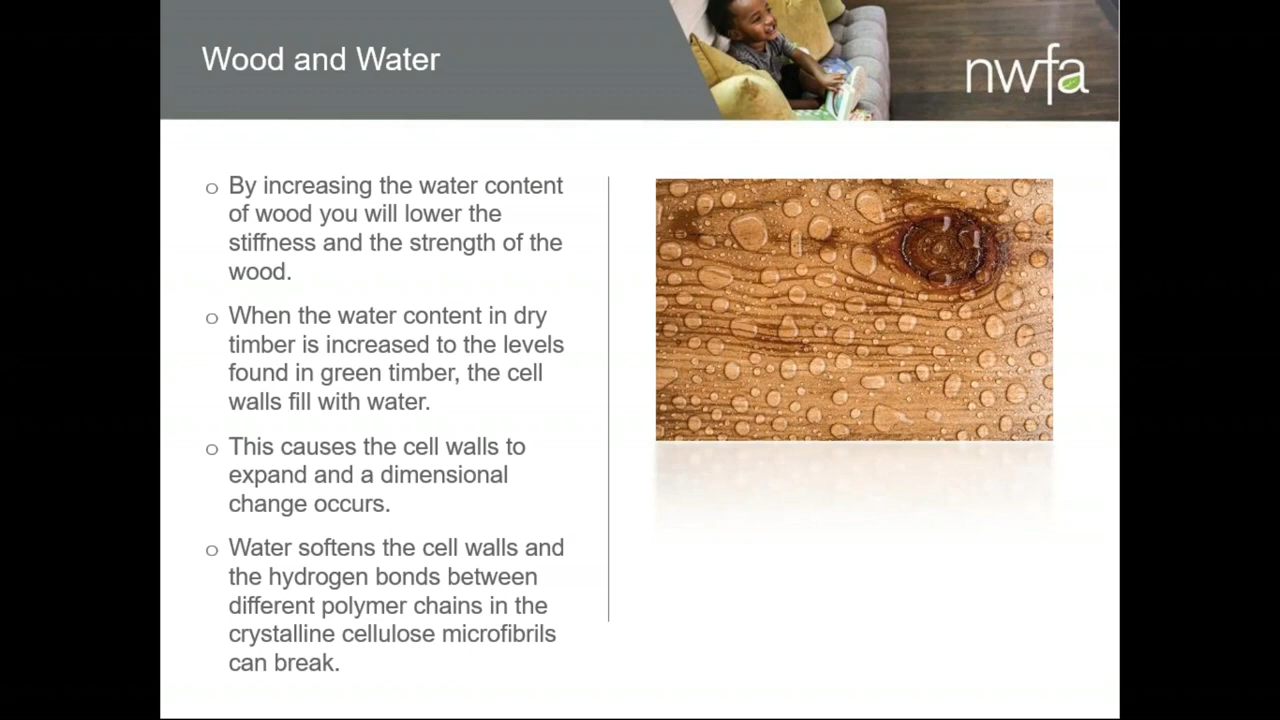 Wood and Water
nwfa
o By increasing the water content
of wood you will lower the
stiffness and the strength of the
wood.
o When the water content in dry
timber is increased to the levels
found in green timber, the cell
walls fill with water.
o This causes the cell walls to
expand and a dimensional
change occurs.
o Water softens the cell walls and
the hydrogen bonds between
different polymer chains in the
crystalline cellulose microfibrils
can break.